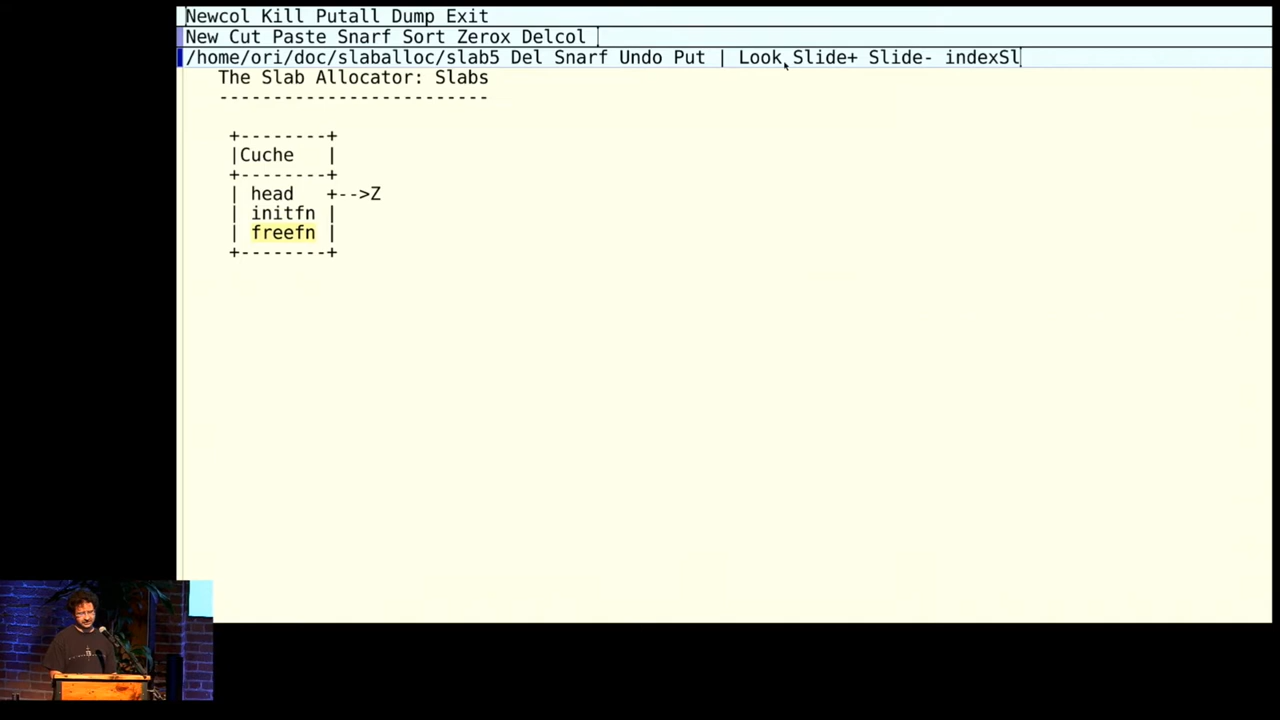 Newcol Kill Putall Dump Exit
New Cut Paste Snarf Sort Zerox Delcol
/home/ori/doc/slaballoc/slab5 Del Snarf Undo Put | Look Slide+ Slide- indexSl
The Slab Allocator: Slabs
-------------------------
+--------+
|Cuche   |
+--------+
| head   +-->Z
| initfn |
| freefn |
+--------+